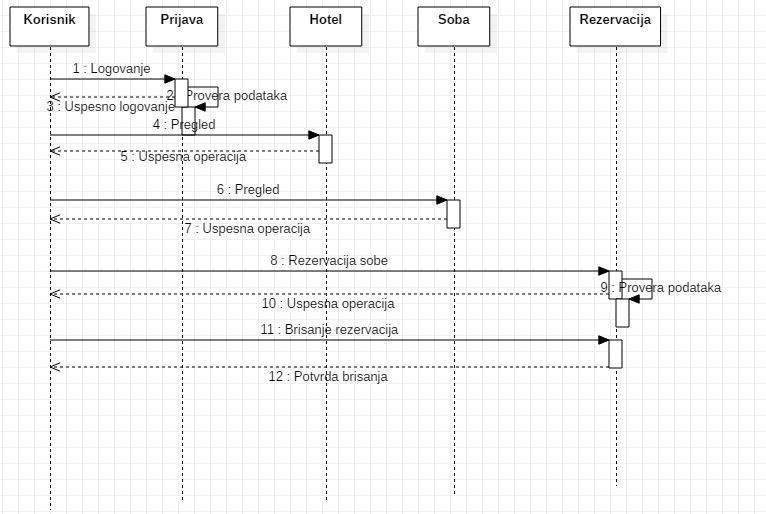 Korisnik
Prijava
Hotel
Soba
Rezervacija
1 : Logovanje
2 : Provera podataka
3 : Uspesno logovanje
4 : Pregled
5 : Uspesna operacija
6 : Pregled
7 : Uspesna operacija
8 : Rezervacija sobe
9 : Provera podataka
10 : Uspesna operacija
11 : Brisanje rezervacija
12 : Potvrda brisanja